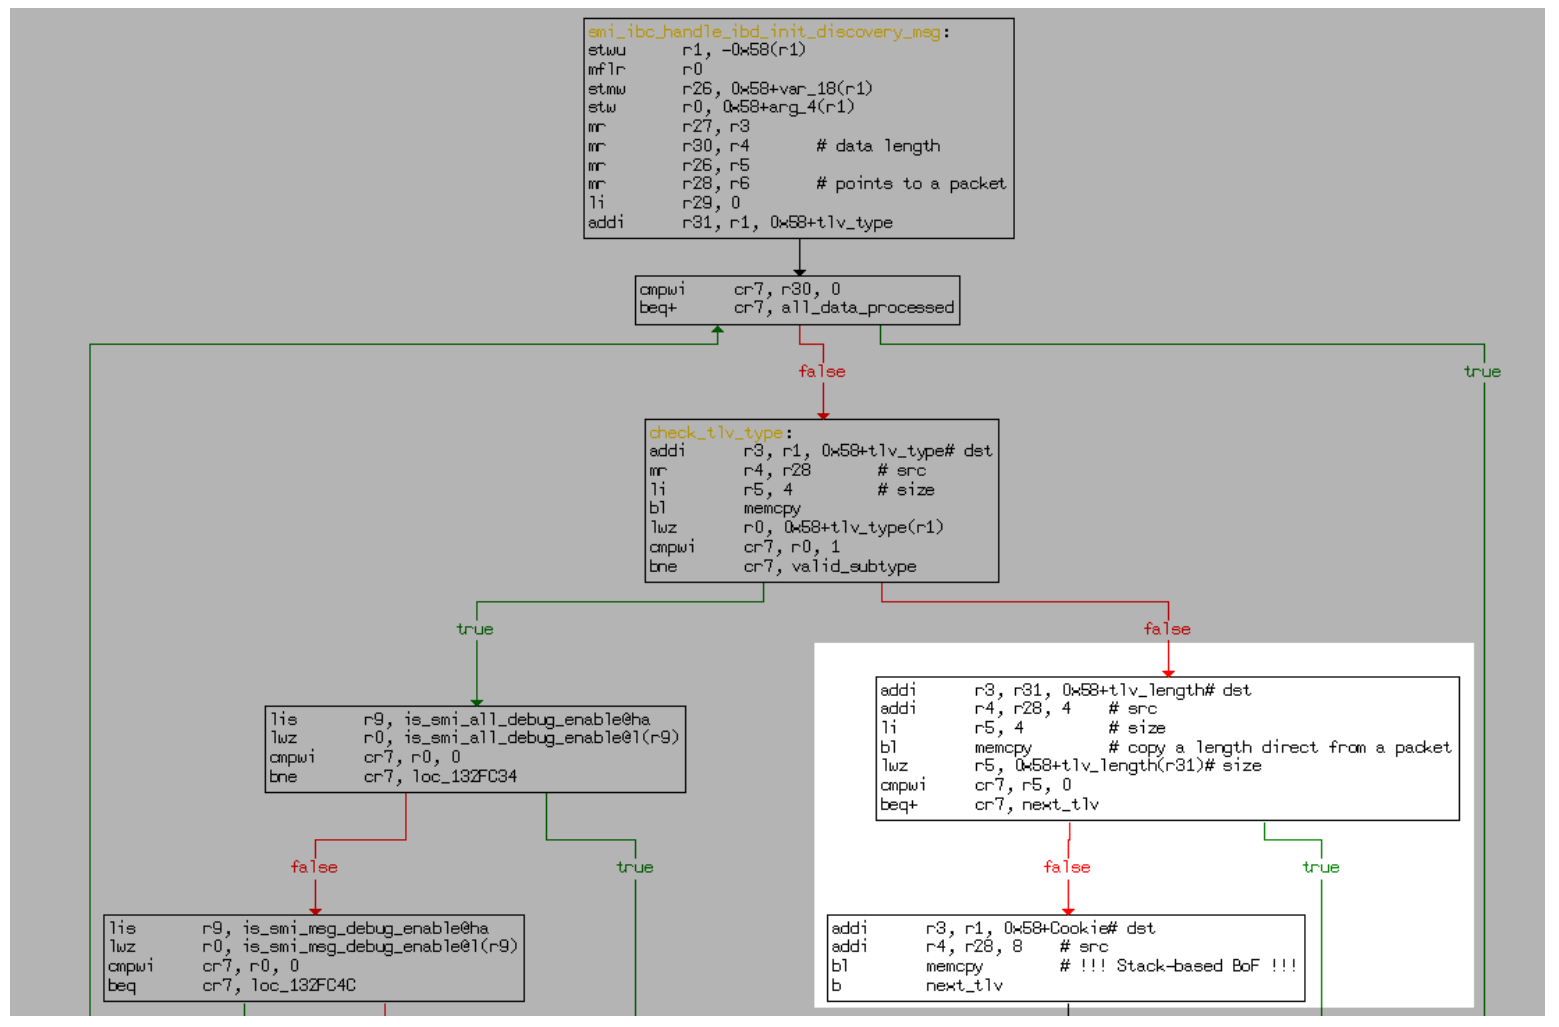 smi_ibc_handle_ibd_init_discovery_msg:
stwu r1, -0x58(r1)
mflr r0
stmw r26, 0x58+var_18(r1)
stw r0, 0x58+arg_4(r1)
mr r27, r3
mr r30, r4 # data length
mr r26, r5
mr r28, r6 # points to a packet
li r29, 0
addi r31, r1, 0x58+tlv_type
cmpwi cr7, r30, 0
beq+ cr7, all_data_processed
false
true
check_tlv_type:
addi r3, r1, 0x58+tlv_type# dst
mr r4, r28 # src
li r5, 4 # size
bl memcpy
lwz r0, 0x58+tlv_type(r1)
cmpwi cr7, r0, 1
bne cr7, valid_subtype
true
false
addi r3, r31, 0x58+tlv_length# dst
addi r4, r28, 4 # src
li r5, 4 # size
bl memcpy # copy a length direct from a packet
lwz r5, 0x58+tlv_length(r31)# size
cmpwi cr7, r5, 0
beq+ cr7, next_tlv
lis r9, is_smi_all_debug_enable@ha
lwz r0, is_smi_all_debug_enable@l(r9)
cmpwi cr7, r0, 0
bne cr7, loc_132FC34
false
true
false
true
lis r9, is_smi_msg_debug_enable@ha
lwz r0, is_smi_msg_debug_enable@l(r9)
cmpwi cr7, r0, 0
beq cr7, loc_132FC4C
addi r3, r1, 0x58+Cookie# dst
addi r4, r28, 8 # src
bl memcpy # !!! Stack-based BoF !!!
b next_tlv